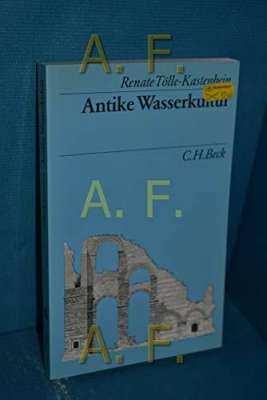 A. F.
Renate Tölle-Kastenbein
Antike Wasserkultur
C.H.Beck
A. F.
A. F.